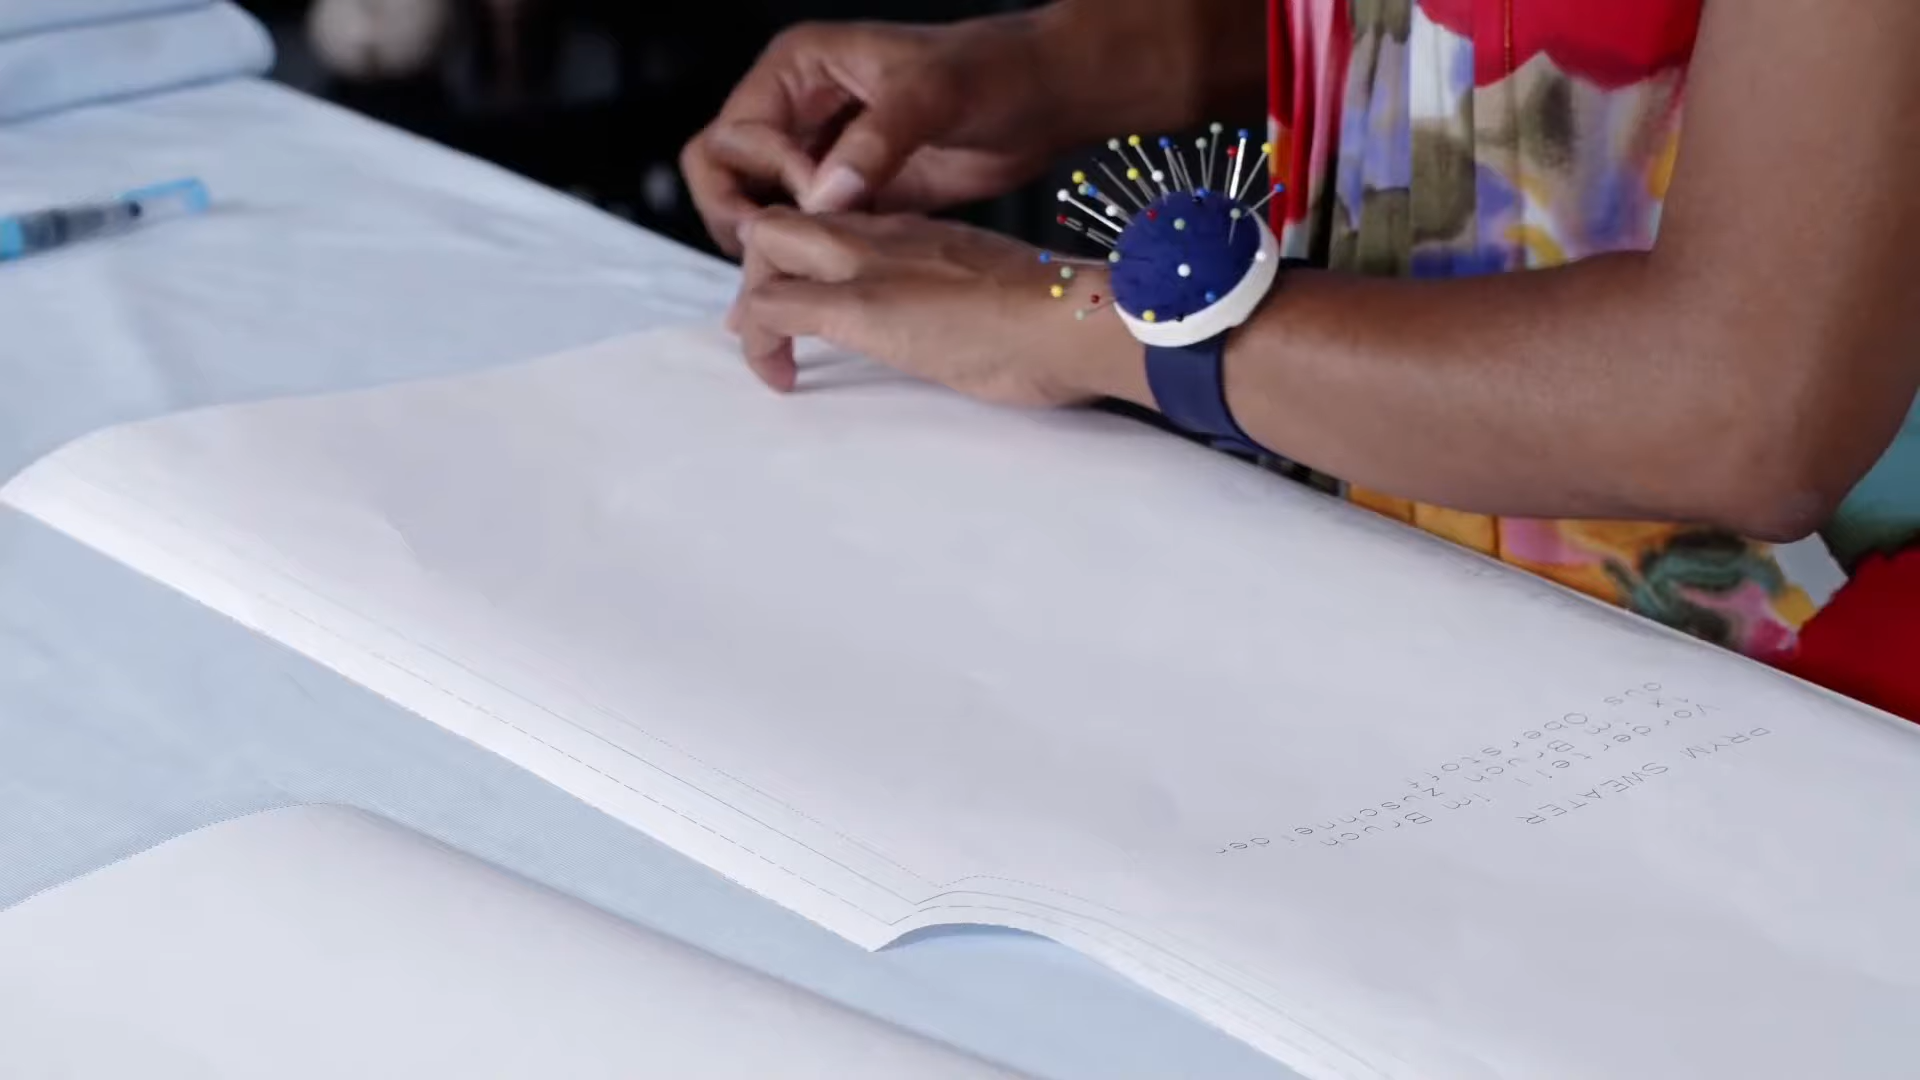 PRYM SWEATER
Vorderteil im Bruch
1x im Bruch zuschneiden
aus Oberstoff